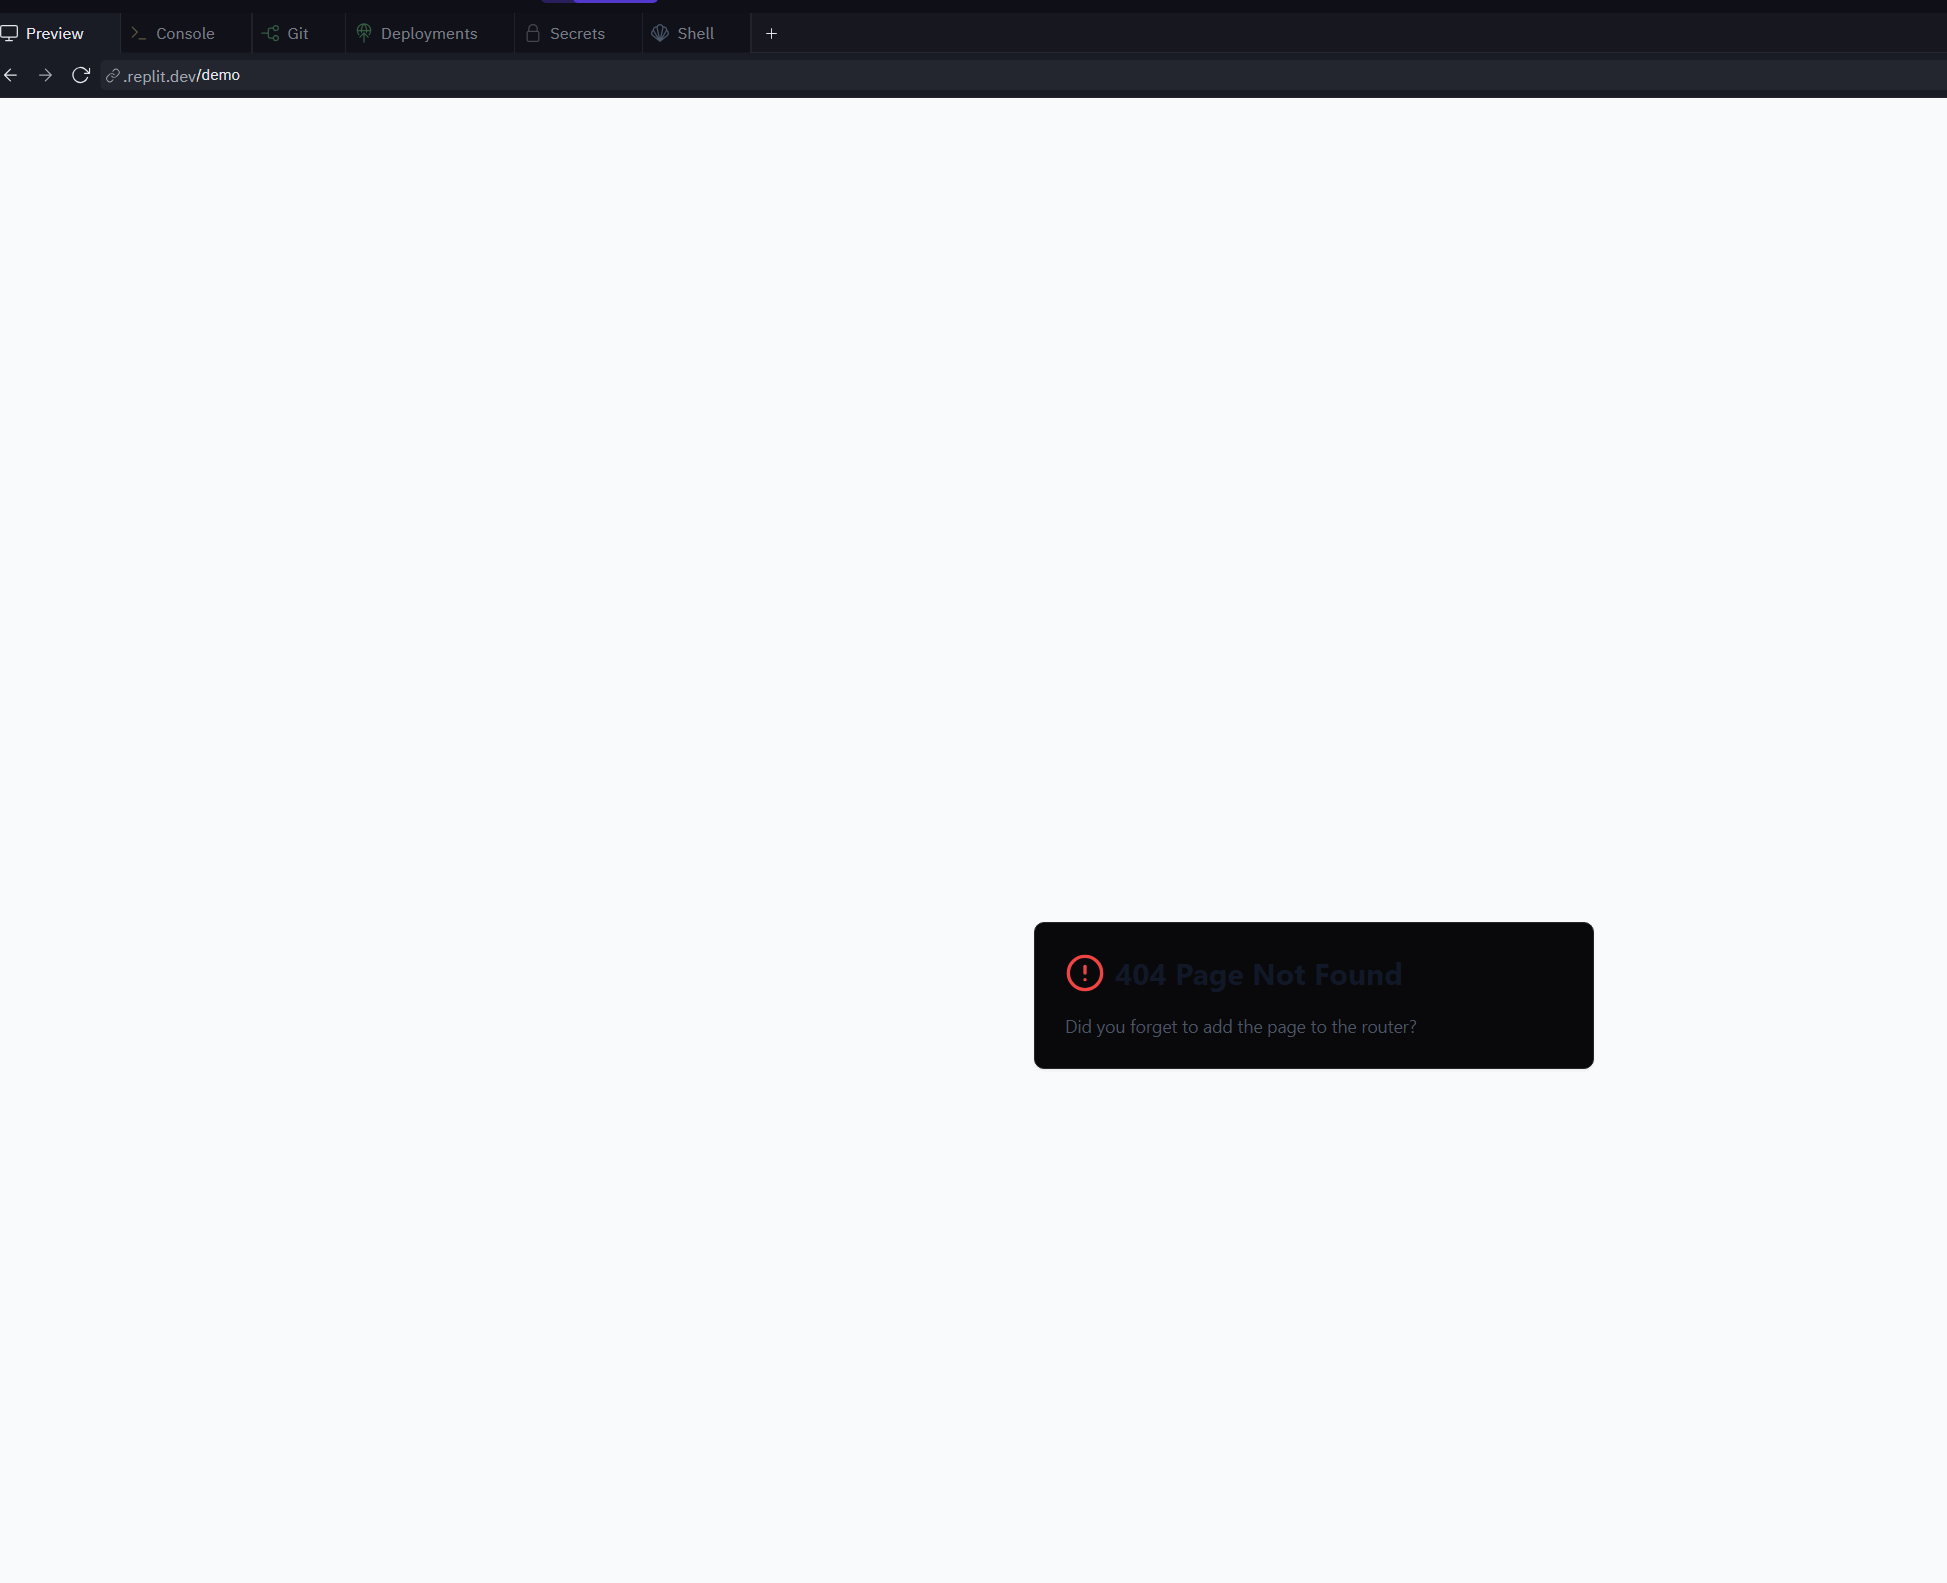 Preview Console Git Deployments Secrets Shell +
.replit.dev/demo
404 Page Not Found
Did you forget to add the page to the router?